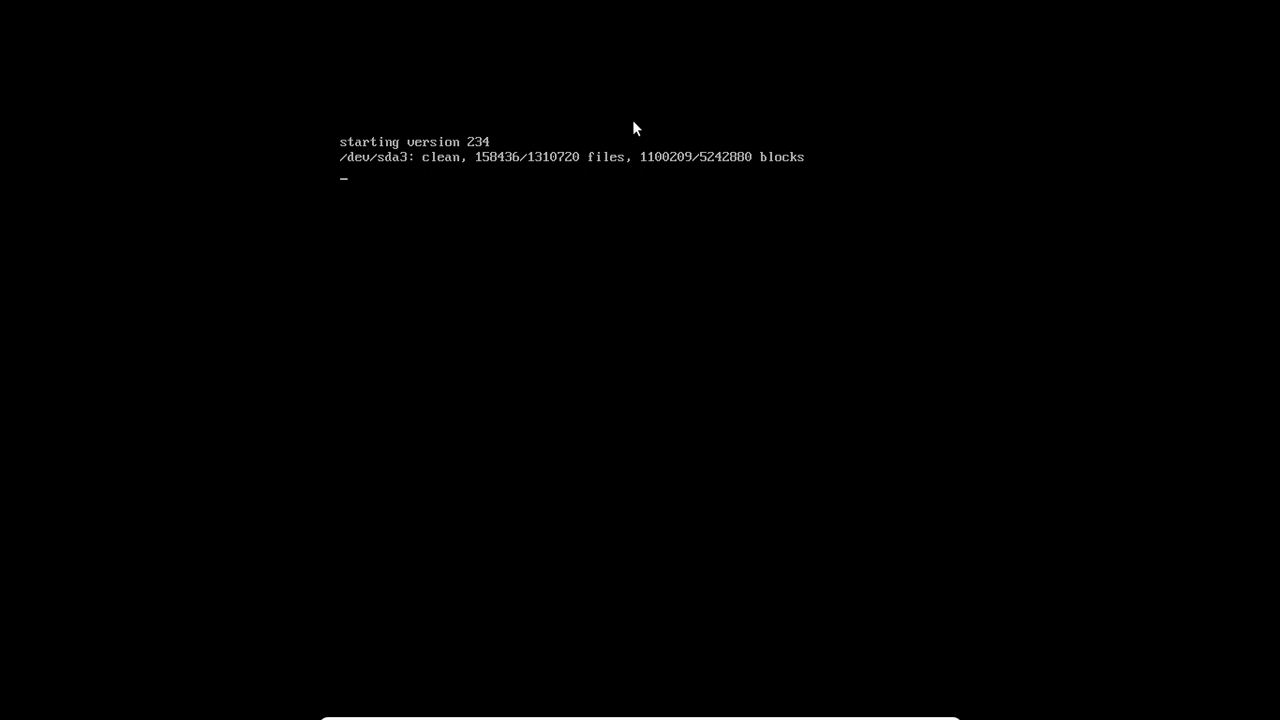 starting version 234
/dev/sda3: clean, 158436/1310720 files, 1100209/5242880 blocks
_